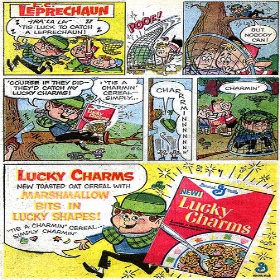 LEPRECHAUN
"TRA LA LA"
'TIS LUCK TO CATCH
A LEPRECHAUN!
POOF!
BUT
NOBODY
CAN!
'COURSE IF THEY DID-
THEY'D CATCH MY
LUCKY CHARMS!
'TIS A
CHARMIN'
CEREAL...
SIMPLY...
CHAR
CHARMIN'
LUCKY CHARMS
NEW TOASTED OAT CEREAL WITH
MARSHMALLOW
BITS IN
LUCKY SHAPES!
'TIS A CHARMIN' CEREAL...
SIMPLY CHARMIN'
NEW!
Lucky
Charms